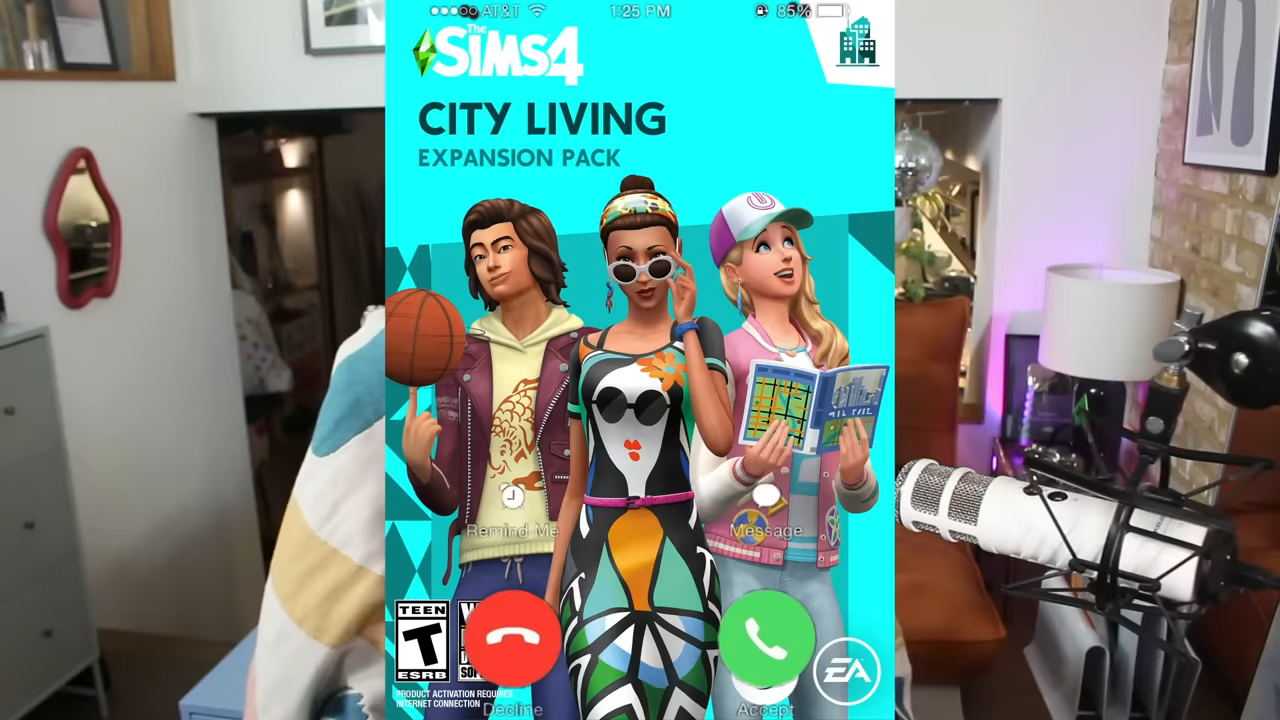 AT&T 1:25 PM 85%
The
SiMS4
CITY LIVING
EXPANSION PACK
Remind Me
Message
TEEN
T
ESRB
EA
PRODUCT ACTIVATION REQUIRES
INTERNET CONNECTION
Decline
Accept